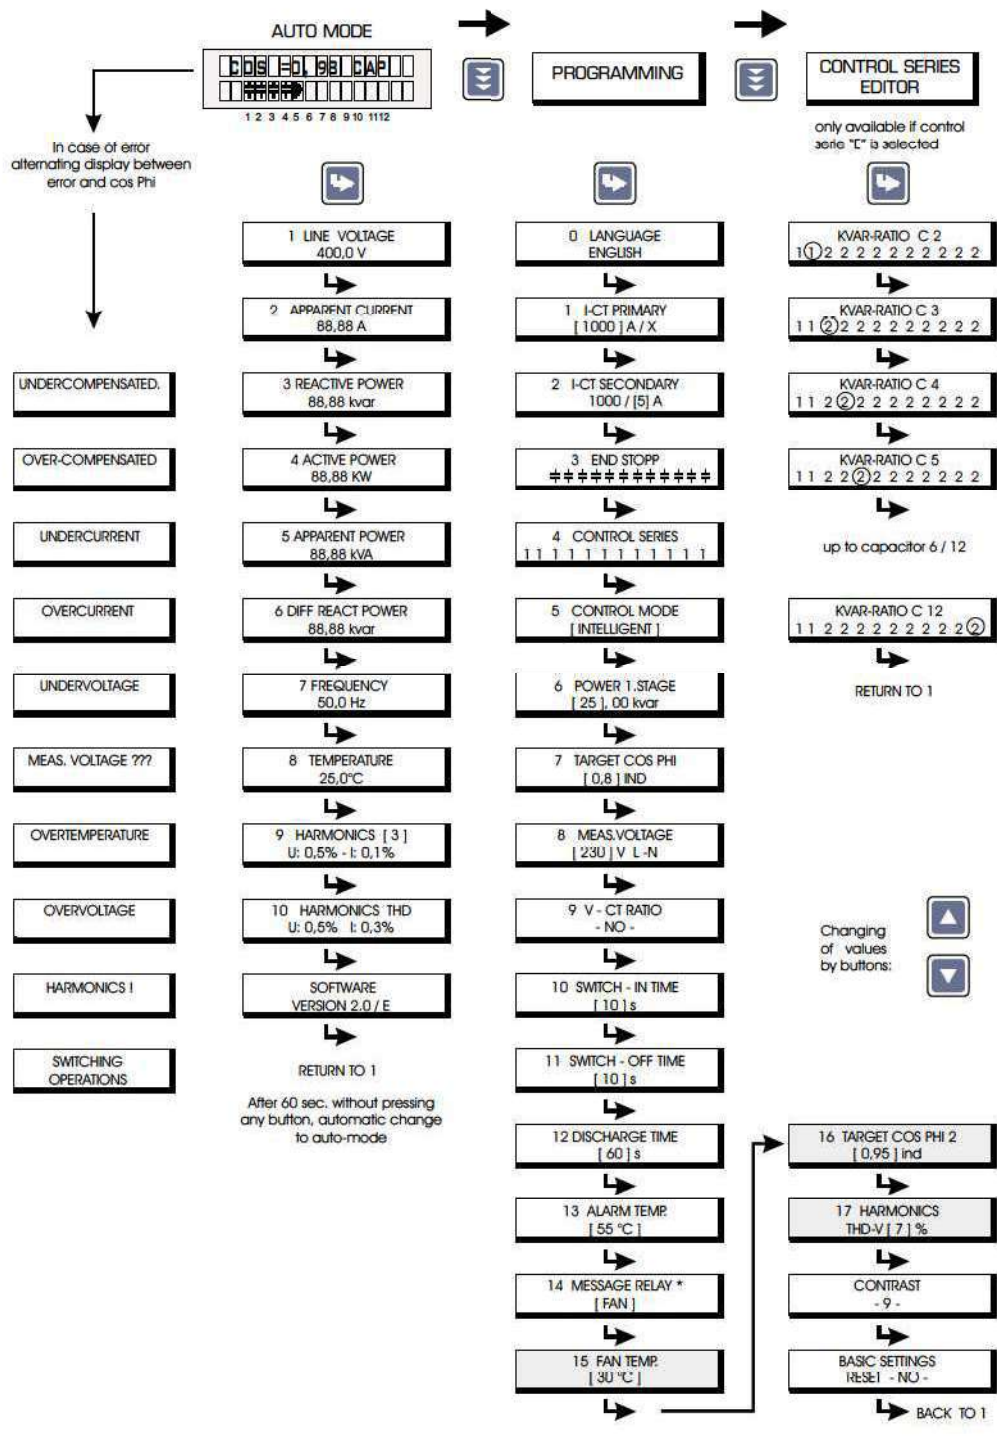 AUTO MODE
COS =0, 98 CAP
1 2 3 4 5 6 7 8 9 10 11 12
In case of error
alternating display between
error and cos Phi
UNDERCOMPENSATED.
OVER-COMPENSATED
UNDERCURRENT
OVERCURRENT
UNDERVOLTAGE
MEAS. VOLTAGE ???
OVERTEMPERATURE
OVERVOLTAGE
HARMONICS !
SWITCHING
OPERATIONS
1 LINE VOLTAGE
400,0 V
2 APPARENT CURRENT
88,88 A
3 REACTIVE POWER
88,88 kvar
4 ACTIVE POWER
88,88 KW
5 APPARENT POWER
88,88 kVA
6 DIFF REACT POWER
88,88 kvar
7 FREQUENCY
50,0 Hz
8 TEMPERATURE
25,0°C
9 HARMONICS [ 3 ]
U: 0,5% - I: 0,1%
10 HARMONICS THD
U: 0,5% I: 0,3%
SOFTWARE
VERSION 2.0 / E
RETURN TO 1
After 60 sec. without pressing
any button, automatic change
to auto-mode
PROGRAMMING
0 LANGUAGE
ENGLISH
1 I-CT PRIMARY
[ 1000 ] A / X
2 I-CT SECONDARY
1000 / [5] A
3 END STOPP
4 CONTROL SERIES
1 1 1 1 1 1 1 1 1 1 1 1
5 CONTROL MODE
[ INTELLIGENT ]
6 POWER 1.STAGE
[ 25 ], 00 kvar
7 TARGET COS PHI
[ 0,8 ] IND
8 MEAS.VOLTAGE
[ 230 ] V L -N
9 V - CT RATIO
- NO -
10 SWITCH - IN TIME
[ 10 ] s
11 SWITCH - OFF TIME
[ 10 ] s
12 DISCHARGE TIME
[ 60 ] s
13 ALARM TEMP.
[ 55 °C ]
14 MESSAGE RELAY *
[ FAN ]
15 FAN TEMP.
[ 30 °C ]
CONTROL SERIES
EDITOR
only available if control
serie "E" is selected
KVAR-RATIO C 2
1 1 2 2 2 2 2 2 2 2 2 2
KVAR-RATIO C 3
1 1 2 2 2 2 2 2 2 2 2 2
KVAR-RATIO C 4
1 1 2 2 2 2 2 2 2 2 2 2
KVAR-RATIO C 5
1 1 2 2 2 2 2 2 2 2 2 2
up to capacitor 6 / 12
KVAR-RATIO C 12
1 1 2 2 2 2 2 2 2 2 2 2
RETURN TO 1
Changing
of values
by buttons:
16 TARGET COS PHI 2
[ 0,95 ] ind
17 HARMONICS
THD-V [ 7 ] %
CONTRAST
- 9 -
BASIC SETTINGS
RESET - NO -
BACK TO 1